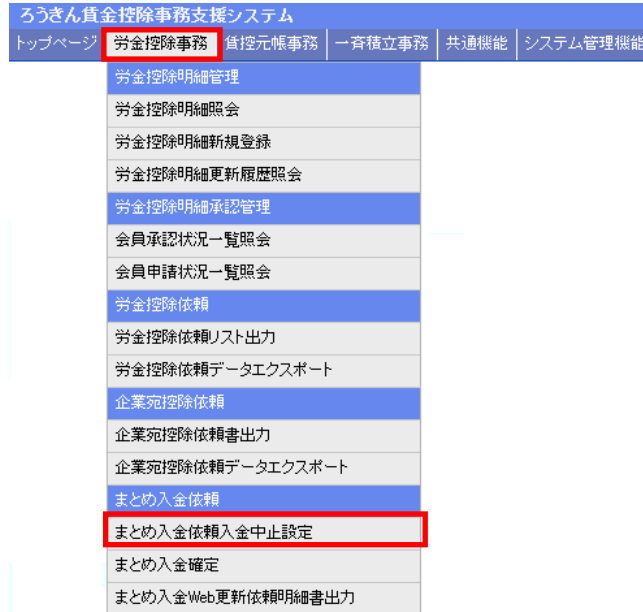 ろうきん賃金控除事務支援システム
トップページ 労金控除事務 賃控元帳事務 一斉積立事務 共通機能 システム管理機能
労金控除明細管理
労金控除明細照会
労金控除明細新規登録
労金控除明細更新履歴照会
労金控除明細承認管理
会員承認状況一覧照会
会員申請状況一覧照会
労金控除依頼
労金控除依頼リスト出力
労金控除依頼データエクスポート
企業宛控除依頼
企業宛控除依頼書出力
企業宛控除依頼データエクスポート
まとめ入金依頼
まとめ入金依頼入金中止設定
まとめ入金確定
まとめ入金Web更新依頼明細書出力